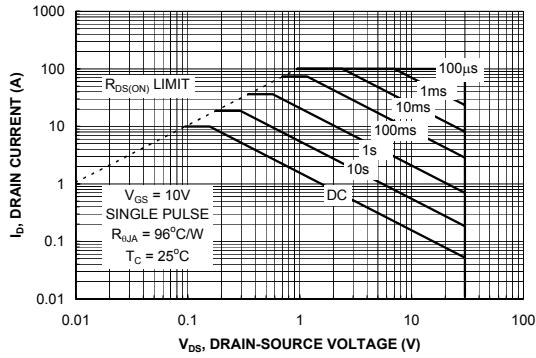 1000
100
10
1
0.1
0.01
I_D, DRAIN CURRENT (A)
R_DS(ON) LIMIT
100µs
1ms
10ms
100ms
1s
10s
DC
V_GS = 10V
SINGLE PULSE
R_θJA = 96°C/W
T_C = 25°C
0.01 0.1 1 10 100
V_DS, DRAIN-SOURCE VOLTAGE (V)